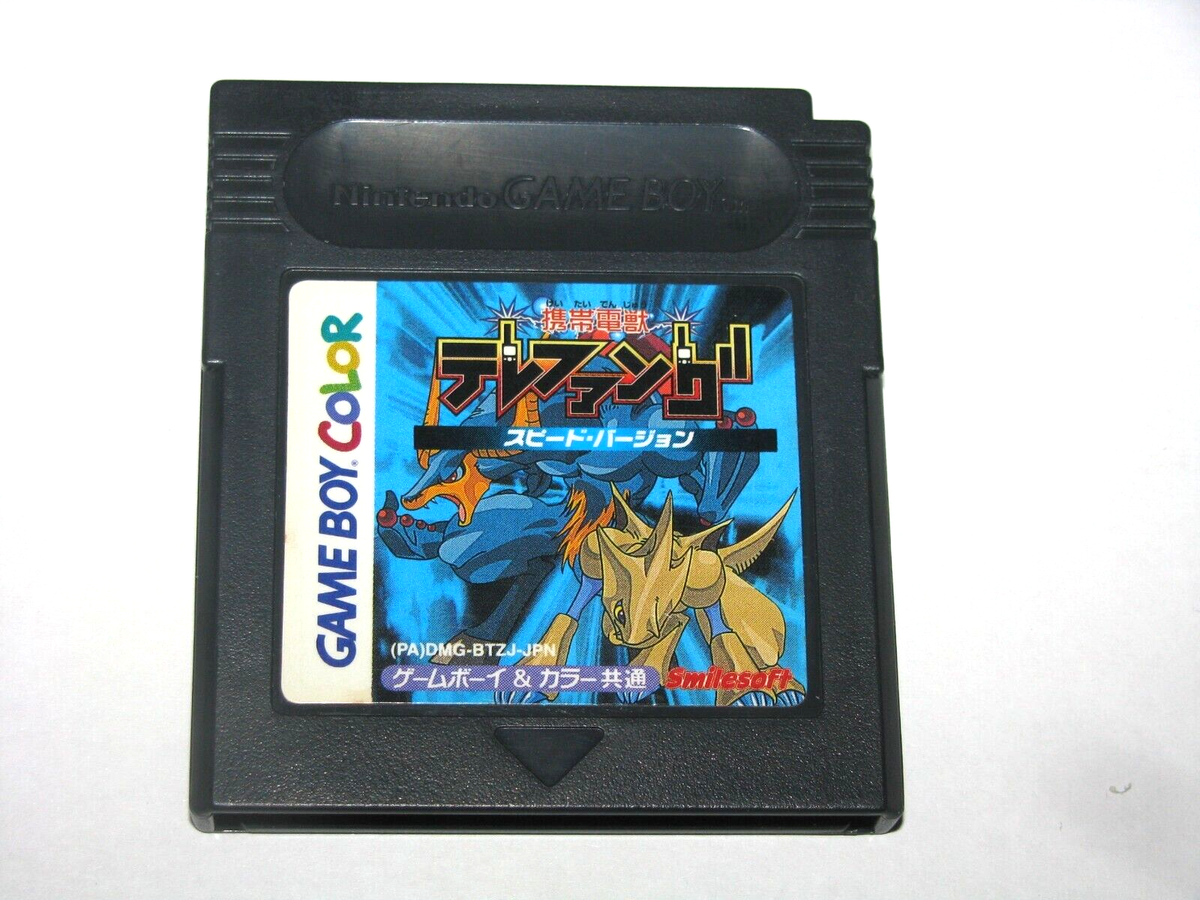 Nintendo GAME BOY TM
GAME BOY® COLOR
けい たい でん じゅう
携帯電獣
テレファング
スピード・バージョン
(PA)DMG-BTZJ-JPN
ゲームボーイ & カラー共通
Smilesoft